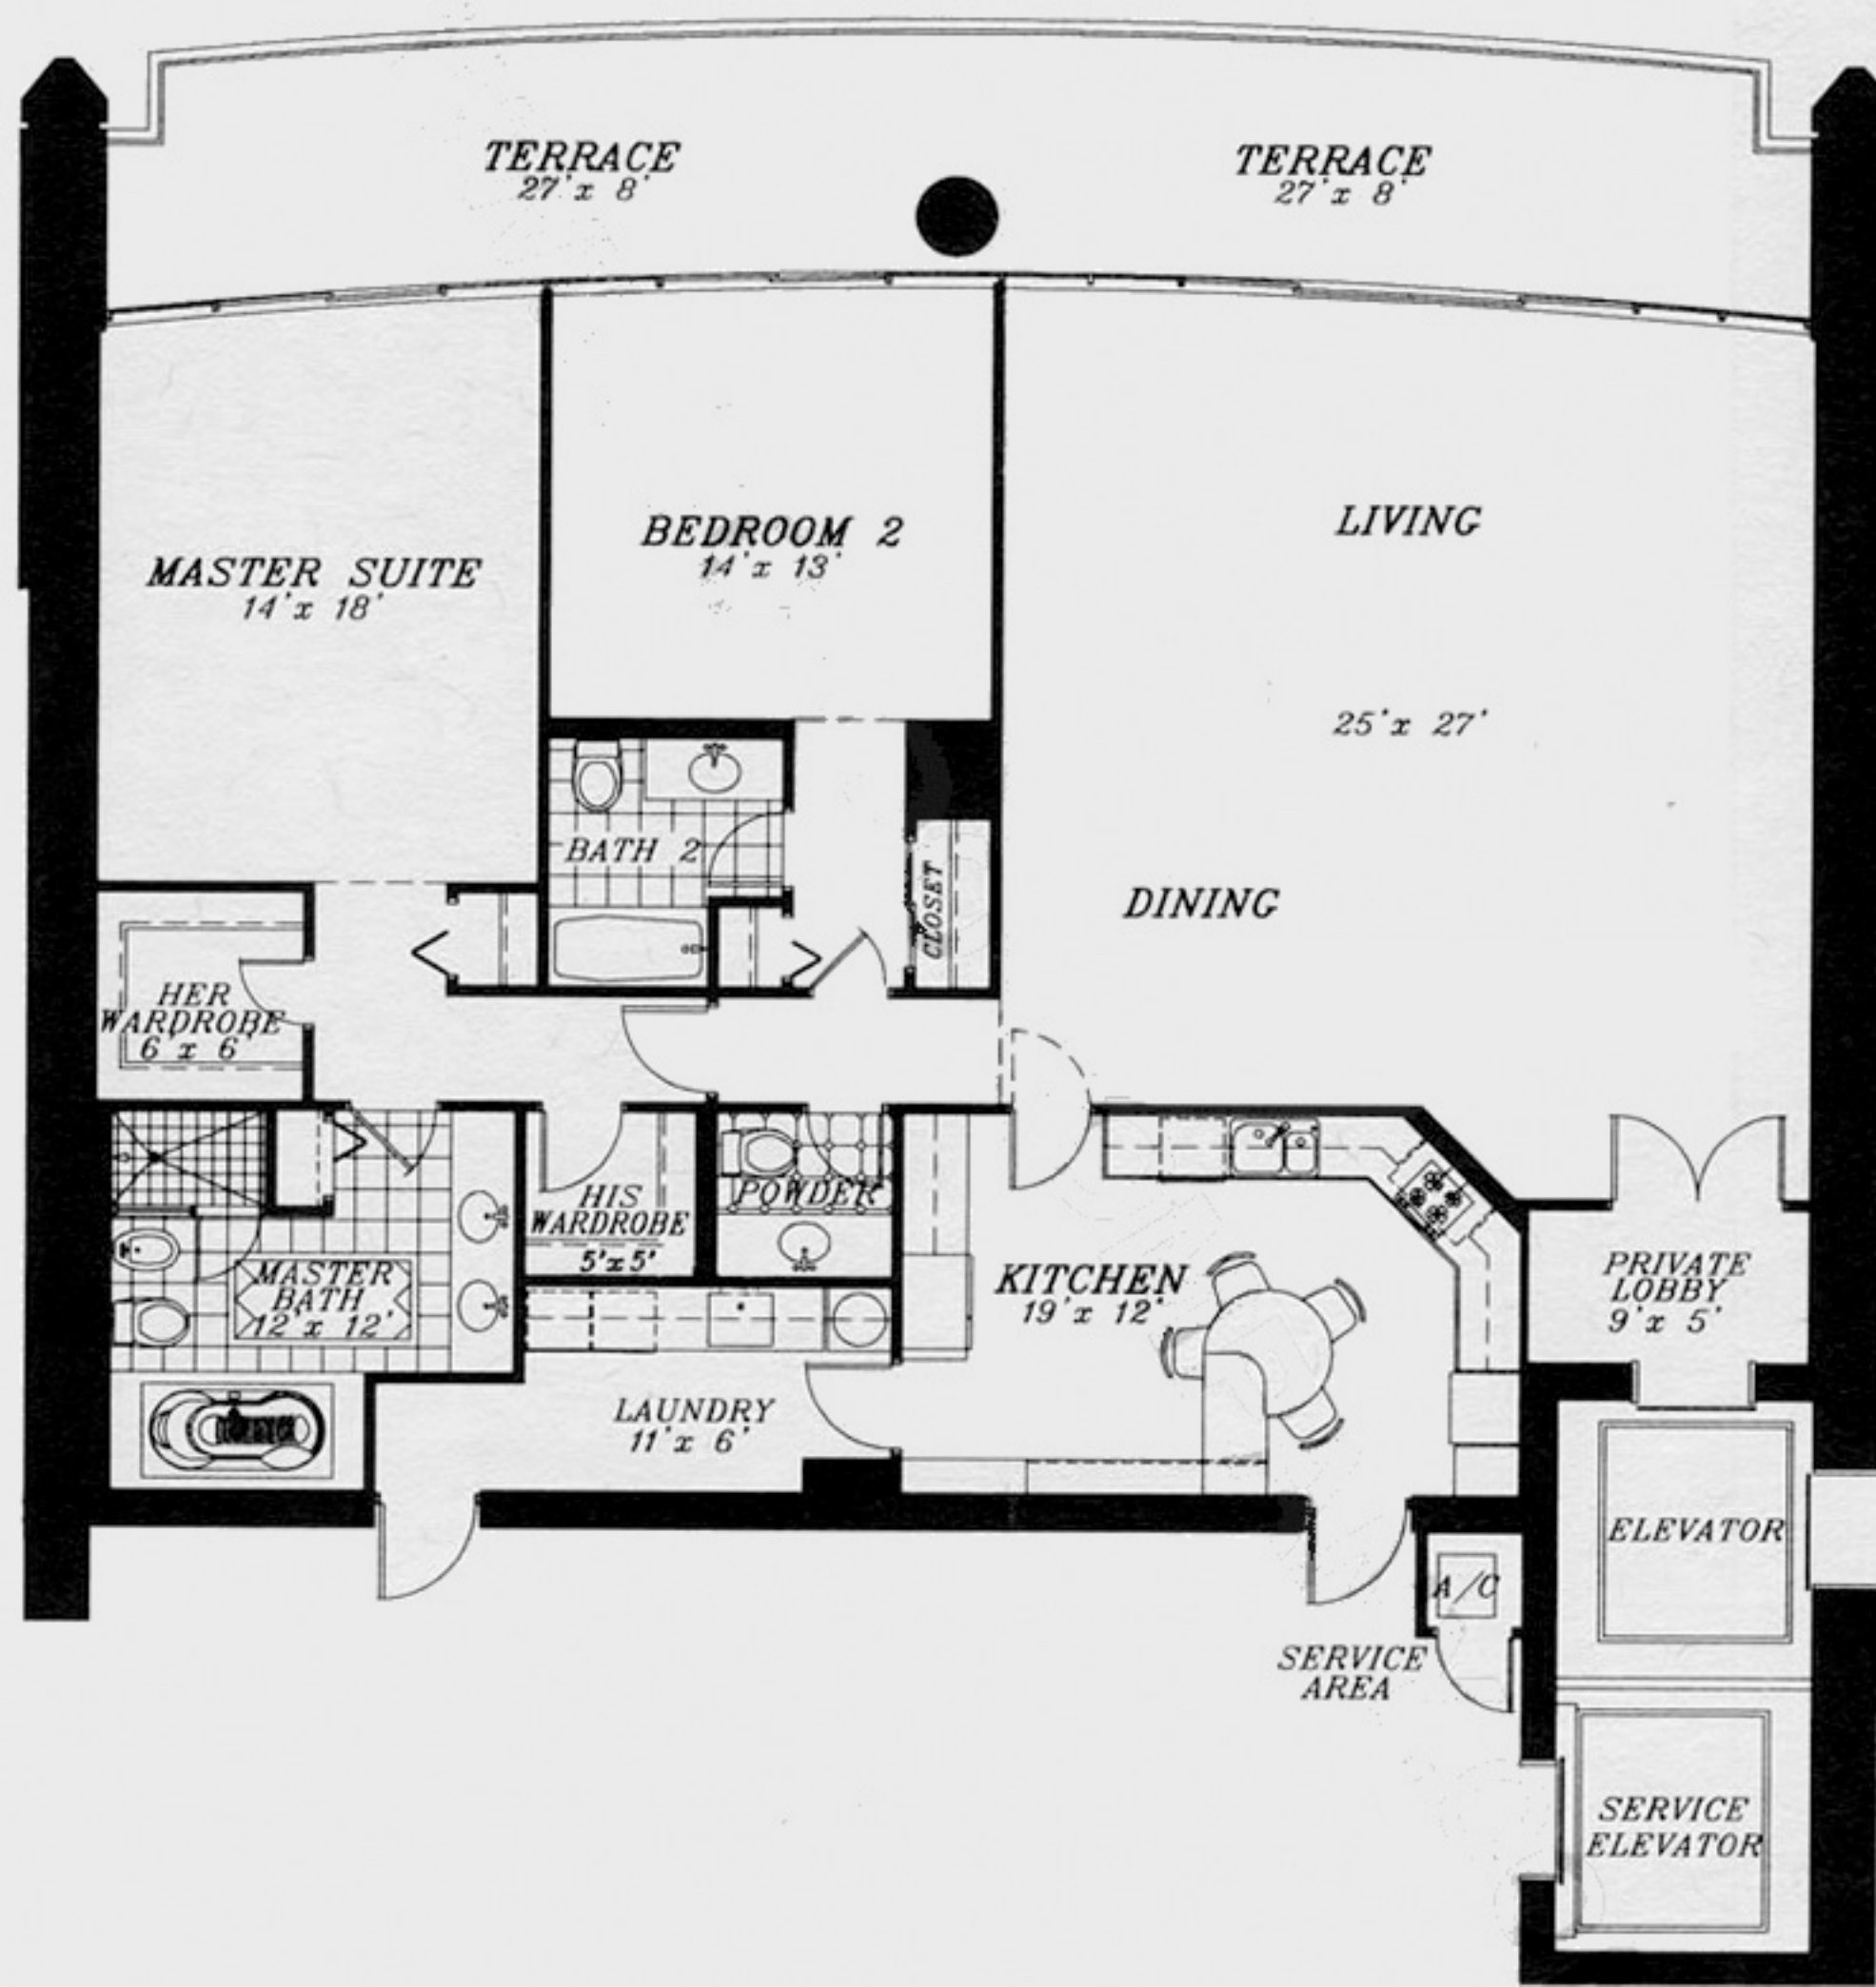 TERRACE
27' x 8'
TERRACE
27' x 8'
MASTER SUITE
14' x 18'
BEDROOM 2
14' x 13'
LIVING
25' x 27'
DINING
BATH 2
CLOSET
HER
WARDROBE
6' x 6'
HIS
WARDROBE
5' x 5'
POWDER
MASTER
BATH
12' x 12'
KITCHEN
19' x 12'
PRIVATE
LOBBY
9' x 5'
LAUNDRY
11' x 6'
ELEVATOR
A/C
SERVICE
AREA
SERVICE
ELEVATOR